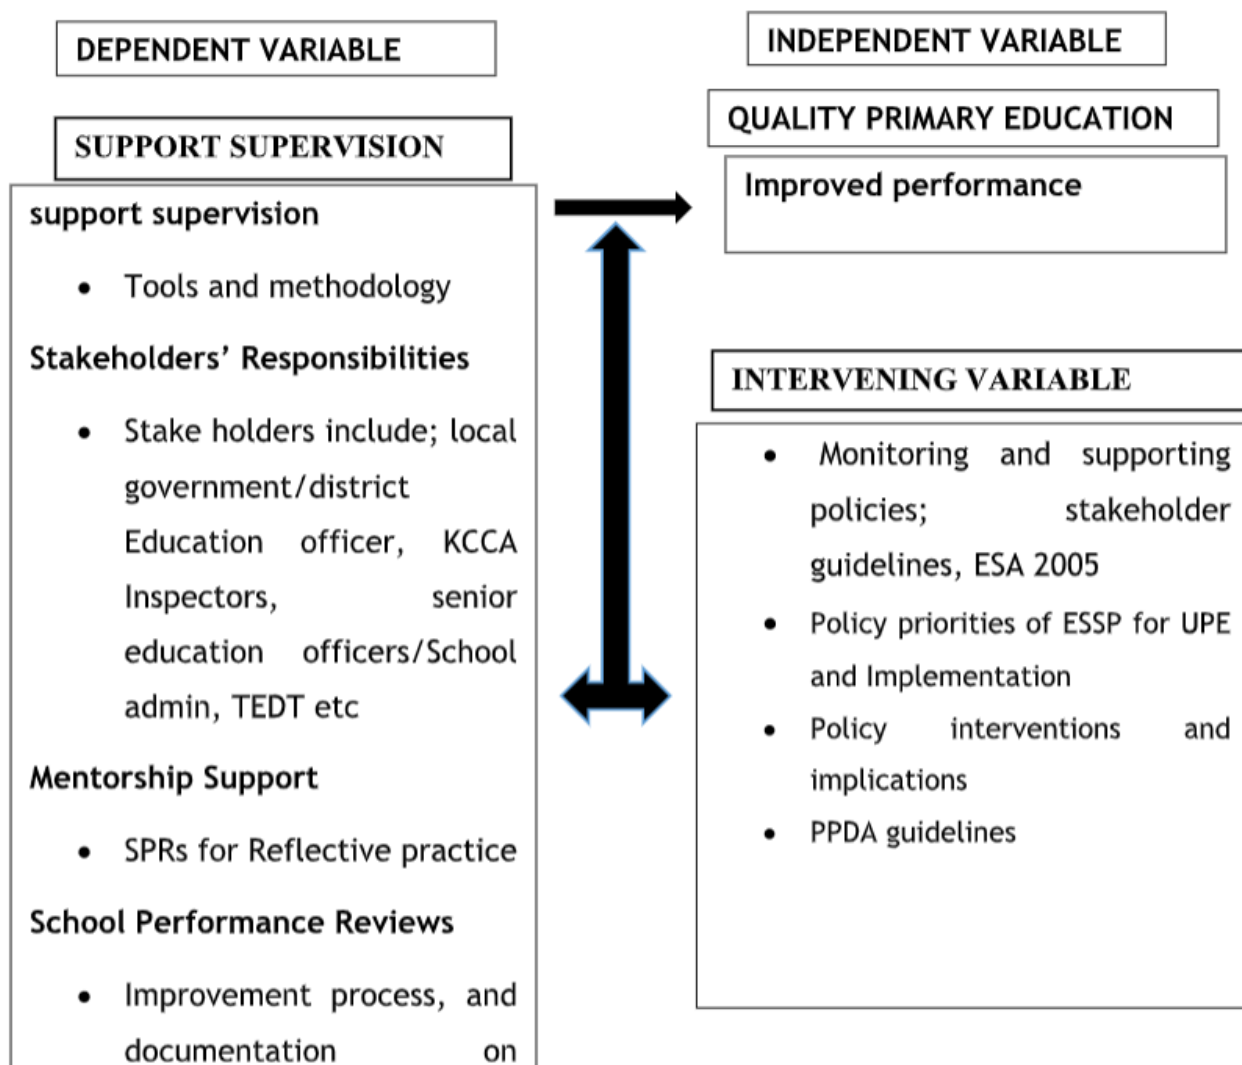 DEPENDENT VARIABLE
SUPPORT SUPERVISION
support supervision
• Tools and methodology
Stakeholders’ Responsibilities
• Stake holders include; local
government/district
Education officer, KCCA
Inspectors, senior
education officers/School
admin, TEDT etc
Mentorship Support
• SPRs for Reflective practice
School Performance Reviews
• Improvement process, and
documentation on
INDEPENDENT VARIABLE
QUALITY PRIMARY EDUCATION
Improved performance
INTERVENING VARIABLE
• Monitoring and supporting
policies; stakeholder
guidelines, ESA 2005
• Policy priorities of ESSP for UPE
and Implementation
• Policy interventions and
implications
• PPDA guidelines